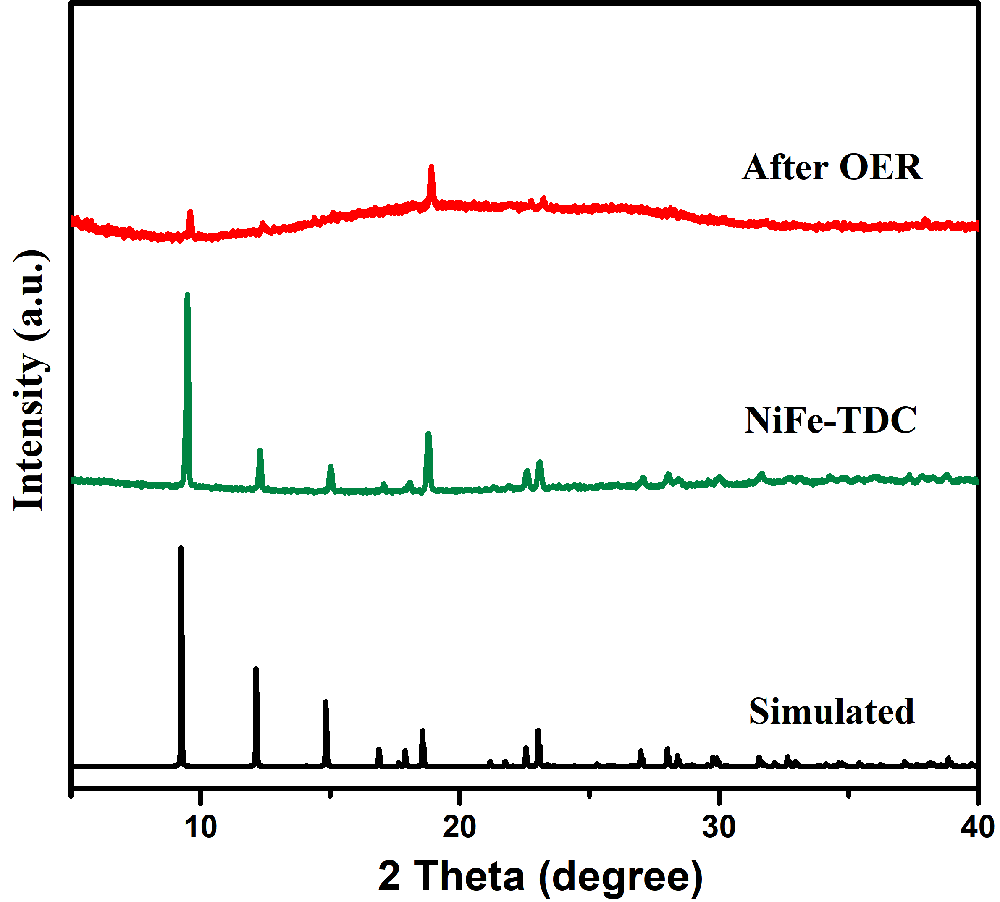 After OER
NiFe-TDC
Simulated
Intensity (a.u.)
10 20 30 40
2 Theta (degree)